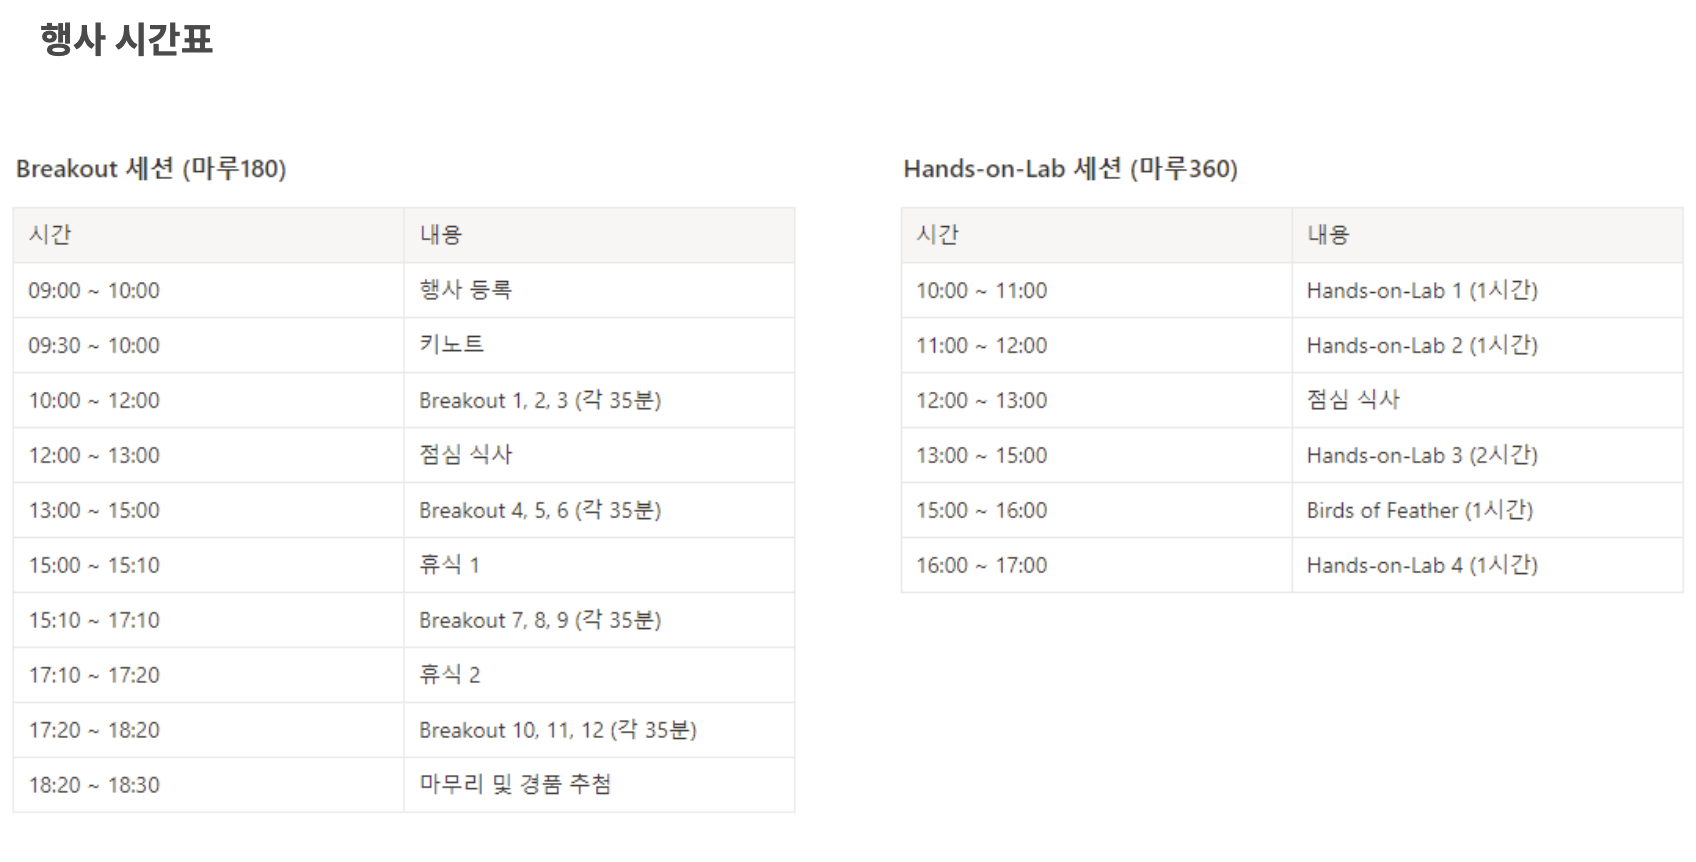 행사 시간표
Breakout 세션 (마루180)
시간 내용
09:00 ~ 10:00 행사 등록
09:30 ~ 10:00 키노트
10:00 ~ 12:00 Breakout 1, 2, 3 (각 35분)
12:00 ~ 13:00 점심 식사
13:00 ~ 15:00 Breakout 4, 5, 6 (각 35분)
15:00 ~ 15:10 휴식 1
15:10 ~ 17:10 Breakout 7, 8, 9 (각 35분)
17:10 ~ 17:20 휴식 2
17:20 ~ 18:20 Breakout 10, 11, 12 (각 35분)
18:20 ~ 18:30 마무리 및 경품 추첨
Hands-on-Lab 세션 (마루360)
시간 내용
10:00 ~ 11:00 Hands-on-Lab 1 (1시간)
11:00 ~ 12:00 Hands-on-Lab 2 (1시간)
12:00 ~ 13:00 점심 식사
13:00 ~ 15:00 Hands-on-Lab 3 (2시간)
15:00 ~ 16:00 Birds of Feather (1시간)
16:00 ~ 17:00 Hands-on-Lab 4 (1시간)